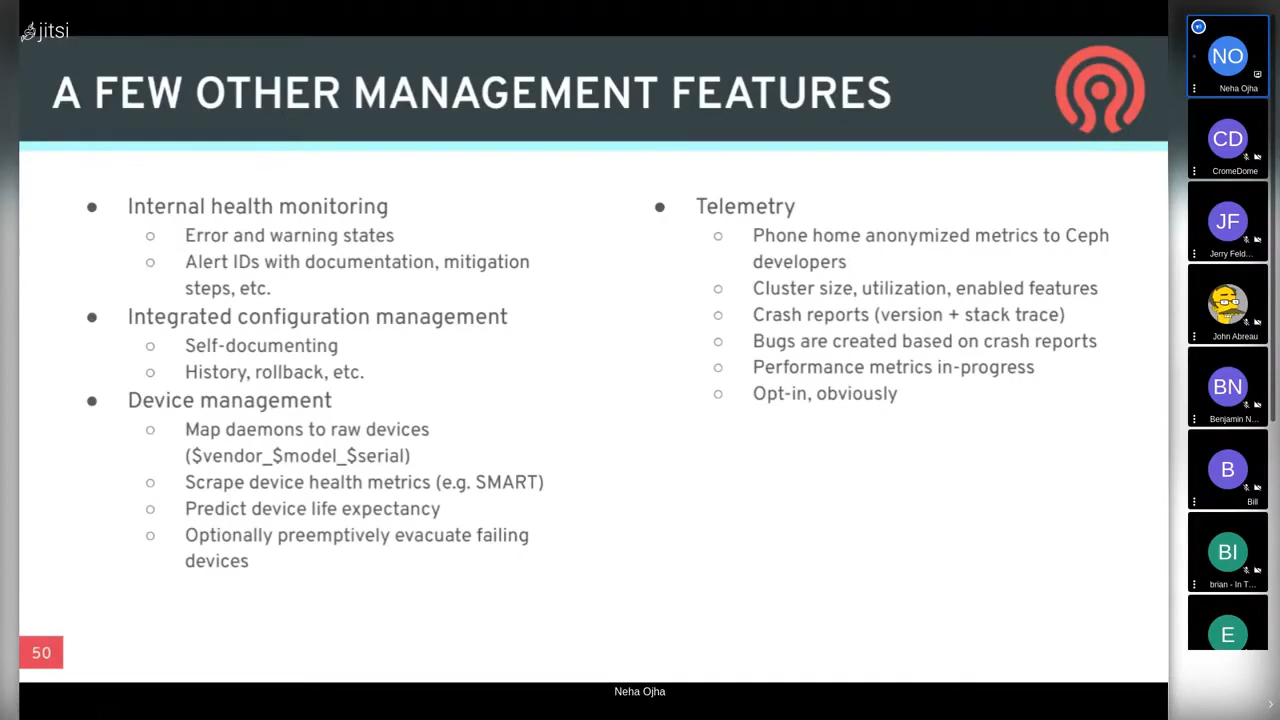 jitsi
A FEW OTHER MANAGEMENT FEATURES
● Internal health monitoring
○ Error and warning states
○ Alert IDs with documentation, mitigation
steps, etc.
● Integrated configuration management
○ Self-documenting
○ History, rollback, etc.
● Device management
○ Map daemons to raw devices
($vendor_$model_$serial)
○ Scrape device health metrics (e.g. SMART)
○ Predict device life expectancy
○ Optionally preemptively evacuate failing
devices
● Telemetry
○ Phone home anonymized metrics to Ceph
developers
○ Cluster size, utilization, enabled features
○ Crash reports (version + stack trace)
○ Bugs are created based on crash reports
○ Performance metrics in-progress
○ Opt-in, obviously
50
Neha Ojha
NO
Neha Ojha
CD
CromeDome
JF
Jerry Feld...
John Abreau
BN
Benjamin N...
B
Bill
BI
brian - In T...
E